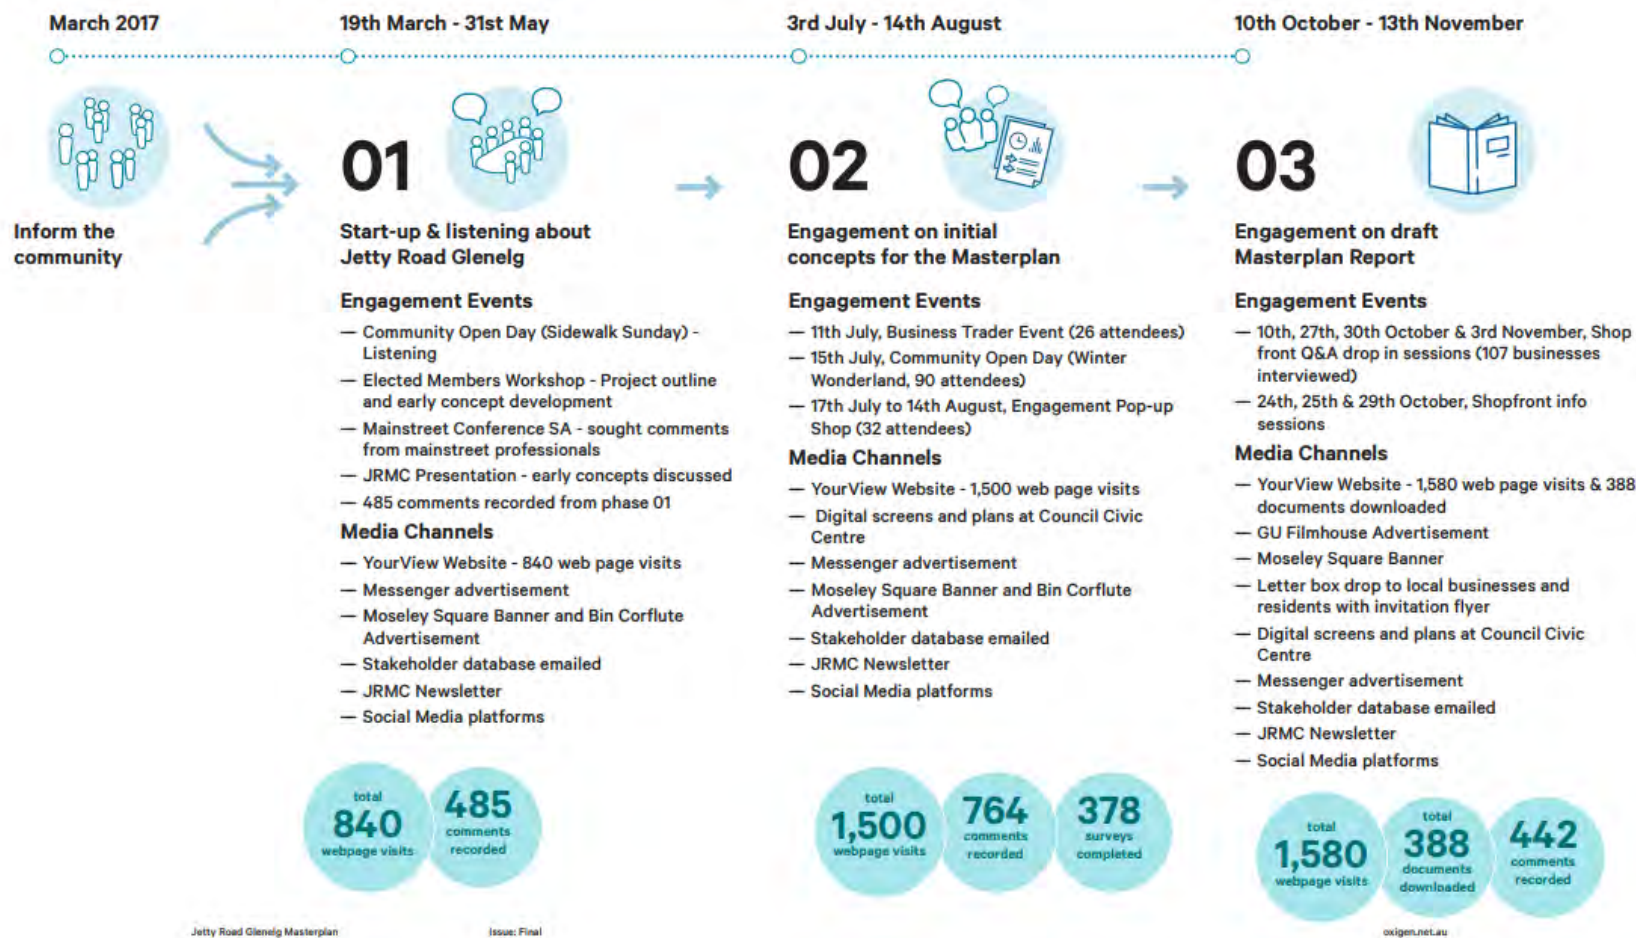 March 2017
19th March - 31st May
3rd July - 14th August
10th October - 13th November
Inform the
community
01
Start-up & listening about
Jetty Road Glenelg
Engagement Events
— Community Open Day (Sidewalk Sunday) -
Listening
— Elected Members Workshop - Project outline
and early concept development
— Mainstreet Conference SA - sought comments
from mainstreet professionals
— JRMC Presentation - early concepts discussed
— 485 comments recorded from phase 01
Media Channels
— YourView Website - 840 web page visits
— Messenger advertisement
— Moseley Square Banner and Bin Corflute
Advertisement
— Stakeholder database emailed
— JRMC Newsletter
— Social Media platforms
total
840
webpage visits
485
comments
recorded
02
Engagement on initial
concepts for the Masterplan
Engagement Events
— 11th July, Business Trader Event (26 attendees)
— 15th July, Community Open Day (Winter
Wonderland, 90 attendees)
— 17th July to 14th August, Engagement Pop-up
Shop (32 attendees)
Media Channels
— YourView Website - 1,500 web page visits
— Digital screens and plans at Council Civic
Centre
— Messenger advertisement
— Moseley Square Banner and Bin Corflute
Advertisement
— Stakeholder database emailed
— JRMC Newsletter
— Social Media platforms
total
1,500
webpage visits
764
comments
recorded
378
surveys
completed
03
Engagement on draft
Masterplan Report
Engagement Events
— 10th, 27th, 30th October & 3rd November, Shop
front Q&A drop in sessions (107 businesses
interviewed)
— 24th, 25th & 29th October, Shopfront info
sessions
Media Channels
— YourView Website - 1,580 web page visits & 388
documents downloaded
— GU Filmhouse Advertisement
— Moseley Square Banner
— Letter box drop to local businesses and
residents with invitation flyer
— Digital screens and plans at Council Civic
Centre
— Messenger advertisement
— Stakeholder database emailed
— JRMC Newsletter
— Social Media platforms
total
1,580
webpage visits
total
388
documents
downloaded
442
comments
recorded
Jetty Road Glenelg Masterplan
Issue: Final
oxigen.net.au